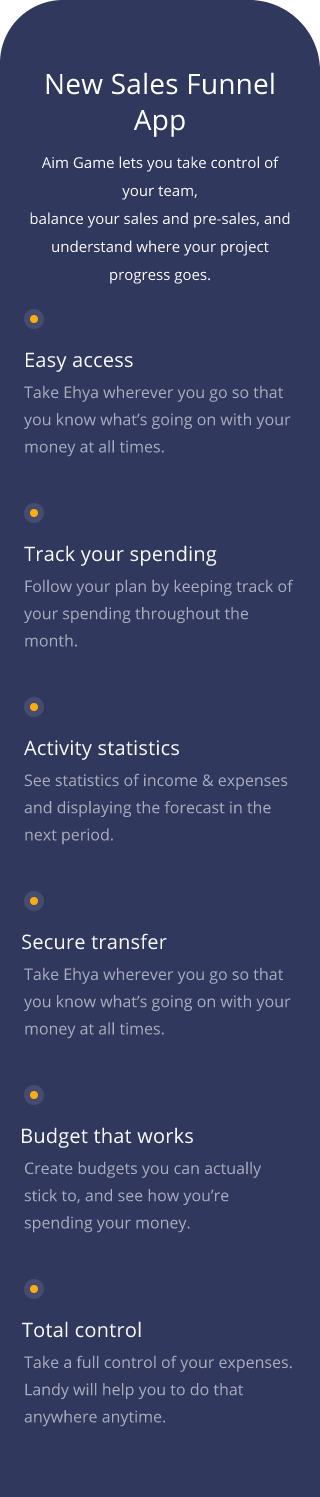 New Sales Funnel
App
Aim Game lets you take control of
your team,
balance your sales and pre-sales, and
understand where your project
progress goes.
Easy access
Take Ehya wherever you go so that
you know what’s going on with your
money at all times.
Track your spending
Follow your plan by keeping track of
your spending throughout the
month.
Activity statistics
See statistics of income & expenses
and displaying the forecast in the
next period.
Secure transfer
Take Ehya wherever you go so that
you know what’s going on with your
money at all times.
Budget that works
Create budgets you can actually
stick to, and see how you’re
spending your money.
Total control
Take a full control of your expenses.
Landy will help you to do that
anywhere anytime.